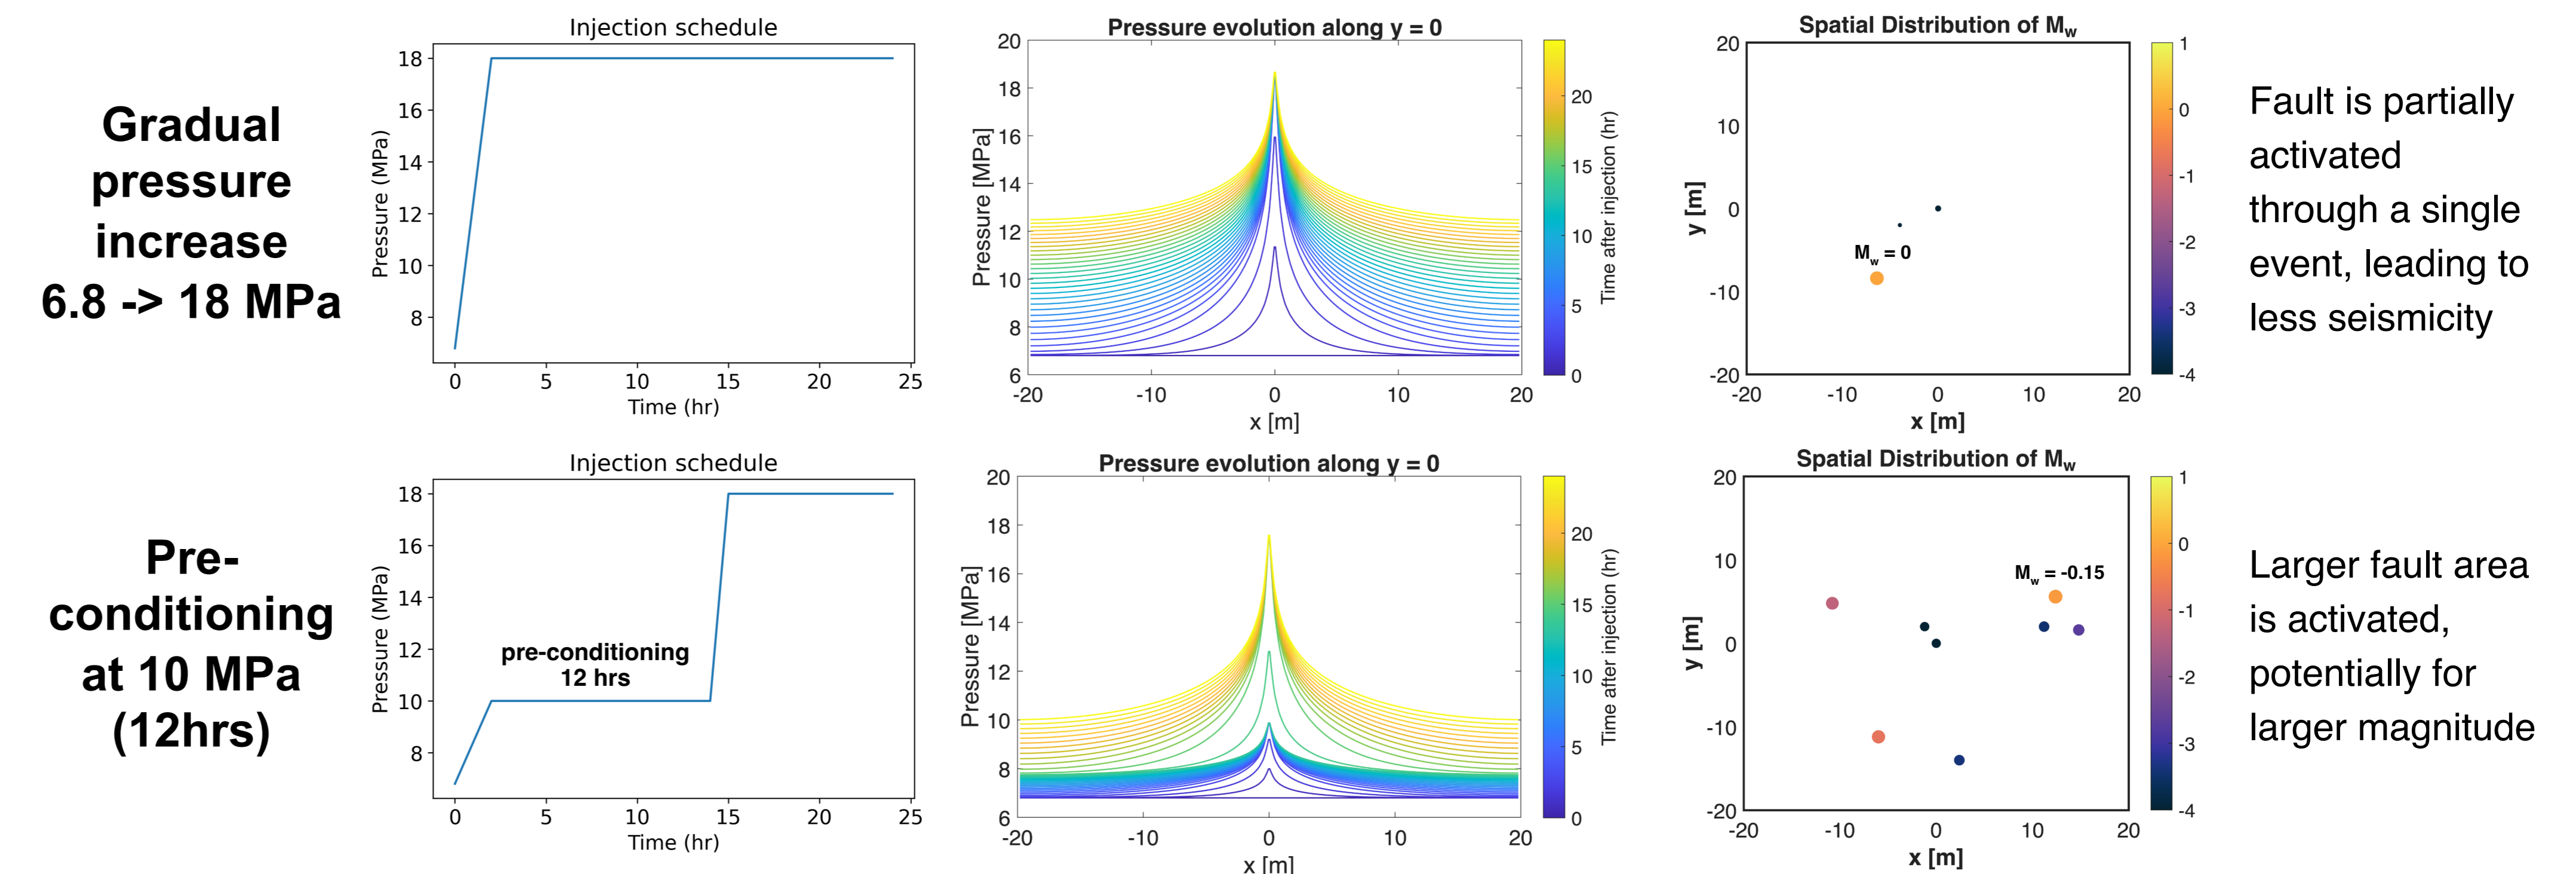 Gradual
pressure
increase
6.8 -> 18 MPa
Injection schedule
Pressure (MPa)
18
16
14
12
10
8
0 5 10 15 20 25
Time (hr)
Pressure evolution along y = 0
Pressure [MPa]
20
18
16
14
12
10
8
6
-20 -10 0 10 20
x [m]
20
15
10
5
0
Time after injection (hr)
Spatial Distribution of Mw
y [m]
20
10
0
-10
-20
Mw = 0
-20 -10 0 10 20
x [m]
1
0
-1
-2
-3
-4
Fault is partially
activated
through a single
event, leading to
less seismicity
Pre-
conditioning
at 10 MPa
(12hrs)
Injection schedule
Pressure (MPa)
18
16
14
12
10
8
pre-conditioning
12 hrs
0 5 10 15 20 25
Time (hr)
Pressure evolution along y = 0
Pressure [MPa]
20
18
16
14
12
10
8
6
-20 -10 0 10 20
x [m]
20
15
10
5
0
Time after injection (hr)
Spatial Distribution of Mw
y [m]
20
10
0
-10
-20
Mw = -0.15
-20 -10 0 10 20
x [m]
1
0
-1
-2
-3
-4
Larger fault area
is activated,
potentially for
larger magnitude